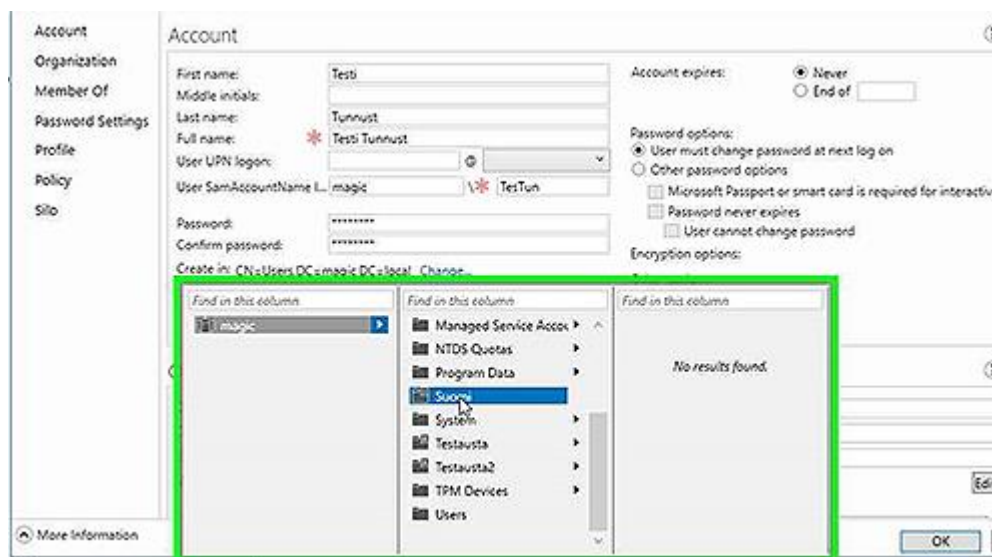 Account
Organization
Member Of
Password Settings
Profile
Policy
Silo
More Information
Account
First name: Testi
Middle initials:
Last name: Tunnust
Full name: * Testi Tunnust
User UPN logon: @
User SamAccountName l... magic \* TesTun
Password: ********
Confirm password: ********
Create in: CN=Users,DC=magic,DC=local Change...
Account expires: Never
End of
Password options:
User must change password at next log on
Other password options
Microsoft Passport or smart card is required for interactiv
Password never expires
User cannot change password
Encryption options:
Find in this column
magic
Find in this column
Managed Service Accou
NTDS Quotas
Program Data
Suomi
System
Testausta
Testausta2
TPM Devices
Users
Find in this column
No results found.
Edi
OK